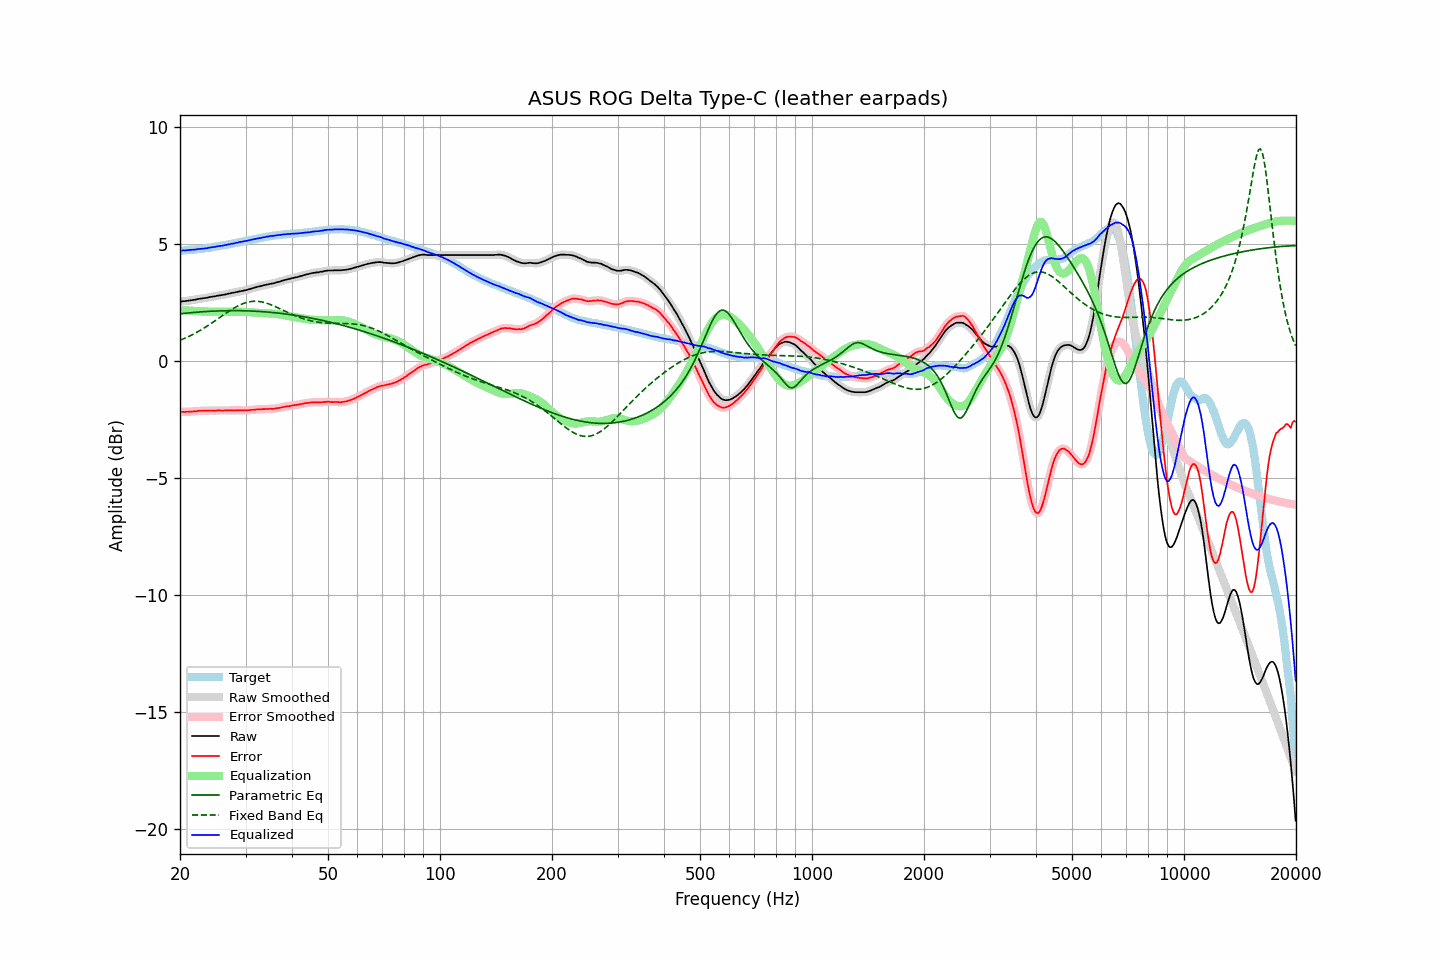 ASUS ROG Delta Type-C (leather earpads)
10
5
0
−5
−10
−15
−20
Amplitude (dBr)
Target
Raw Smoothed
Error Smoothed
Raw
Error
Equalization
Parametric Eq
Fixed Band Eq
Equalized
20 50 100 200 500 1000 2000 5000 10000 20000
Frequency (Hz)